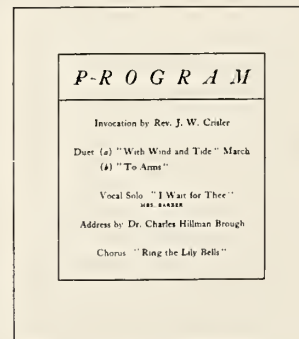 P-ROGRAM
Invocation by Rev. J. W. Crisler
Duet (a) "With Wind and Tide" March
(b) "To Arms"
Vocal Solo "I Wait for Thee"
MRS. BARBER
Address by Dr. Charles Hillman Brough
Chorus "Ring the Lily Bells"